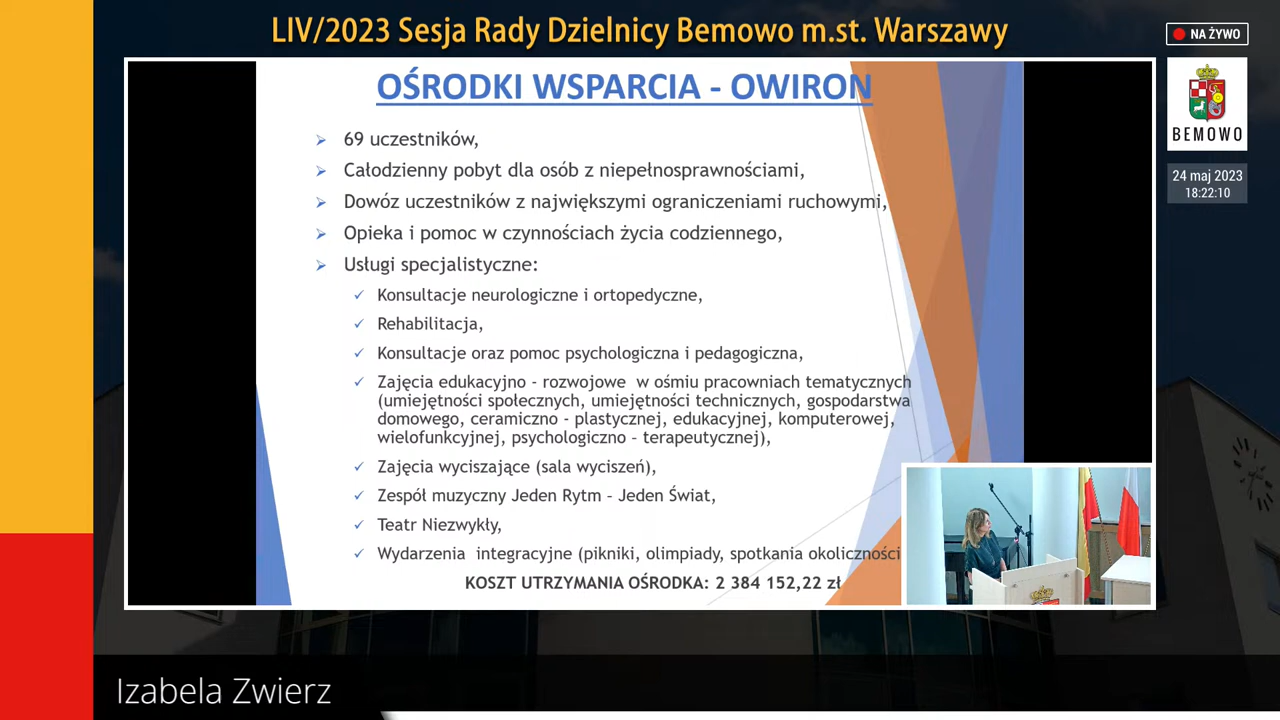 LIV/2023 Sesja Rady Dzielnicy Bemowo m.st. Warszawy
NA ŻYWO
BEMOWO
24 maj 2023
18:22:10
OŚRODKI WSPARCIA - OWIRON
69 uczestników,
Całodzienny pobyt dla osób z niepełnosprawnościami,
Dowóz uczestników z największymi ograniczeniami ruchowymi,
Opieka i pomoc w czynnościach życia codziennego,
Usługi specjalistyczne:
Konsultacje neurologiczne i ortopedyczne,
Rehabilitacja,
Konsultacje oraz pomoc psychologiczna i pedagogiczna,
Zajęcia edukacyjno - rozwojowe w ośmiu pracowniach tematycznych
(umiejętności społecznych, umiejętności technicznych, gospodarstwa
domowego, ceramiczno - plastycznej, edukacyjnej, komputerowej,
wielofunkcyjnej, psychologiczno – terapeutycznej),
Zajęcia wyciszające (sala wyciszeń),
Zespół muzyczny Jeden Rytm – Jeden Świat,
Teatr Niezwykły,
Wydarzenia integracyjne (pikniki, olimpiady, spotkania okoliczności
KOSZT UTRZYMANIA OŚRODKA: 2 384 152,22 zł
Izabela Zwierz